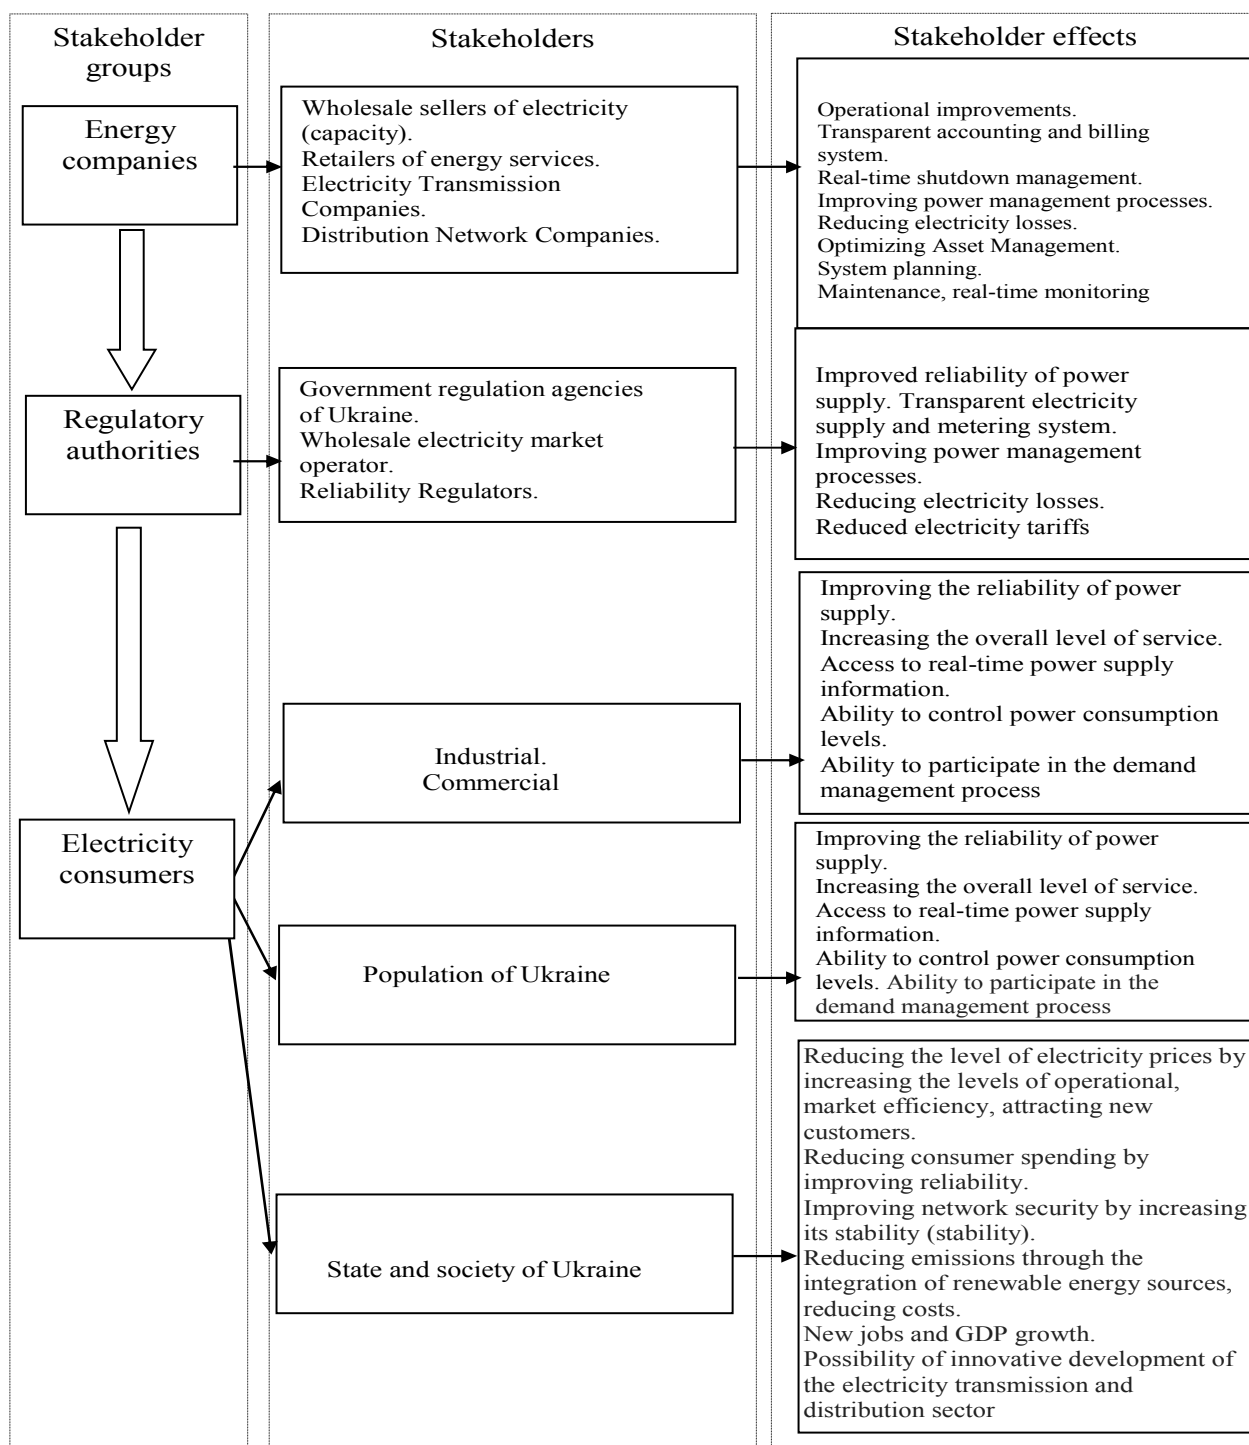 Stakeholder
groups
Stakeholders
Stakeholder effects
Energy
companies
Wholesale sellers of electricity
(capacity).
Retailers of energy services.
Electricity Transmission
Companies.
Distribution Network Companies.
Operational improvements.
Transparent accounting and billing
system.
Real-time shutdown management.
Improving power management processes.
Reducing electricity losses.
Optimizing Asset Management.
System planning.
Maintenance, real-time monitoring
Regulatory
authorities
Government regulation agencies
of Ukraine.
Wholesale electricity market
operator.
Reliability Regulators.
Improved reliability of power
supply. Transparent electricity
supply and metering system.
Improving power management
processes.
Reducing electricity losses.
Reduced electricity tariffs
Electricity
consumers
Industrial.
Commercial
Improving the reliability of power
supply.
Increasing the overall level of service.
Access to real-time power supply
information.
Ability to control power consumption
levels.
Ability to participate in the demand
management process
Population of Ukraine
Improving the reliability of power
supply.
Increasing the overall level of service.
Access to real-time power supply
information.
Ability to control power consumption
levels. Ability to participate in the
demand management process
State and society of Ukraine
Reducing the level of electricity prices by
increasing the levels of operational,
market efficiency, attracting new
customers.
Reducing consumer spending by
improving reliability.
Improving network security by increasing
its stability (stability).
Reducing emissions through the
integration of renewable energy sources,
reducing costs.
New jobs and GDP growth.
Possibility of innovative development of
the electricity transmission and
distribution sector